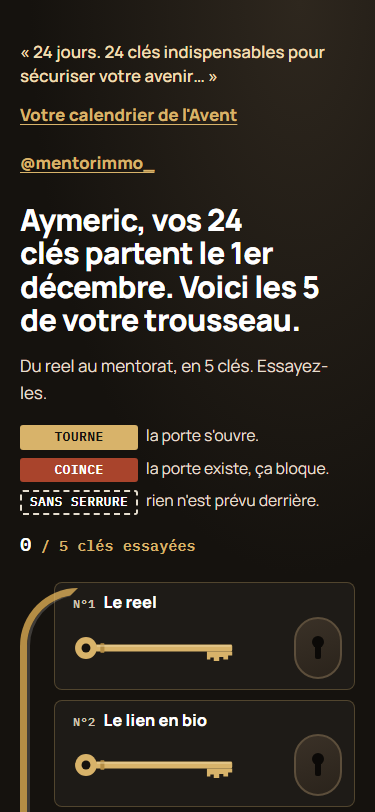 « 24 jours. 24 clés indispensables pour
sécuriser votre avenir… »
Votre calendrier de l'Avent
@mentorimmo_
Aymeric, vos 24
clés partent le 1er
décembre. Voici les 5
de votre trousseau.
Du reel au mentorat, en 5 clés. Essayez-
les.
TOURNE la porte s'ouvre.
COINCE la porte existe, ça bloque.
SANS SERRURE rien n'est prévu derrière.
0 / 5 clés essayées
N°1 Le reel
N°2 Le lien en bio